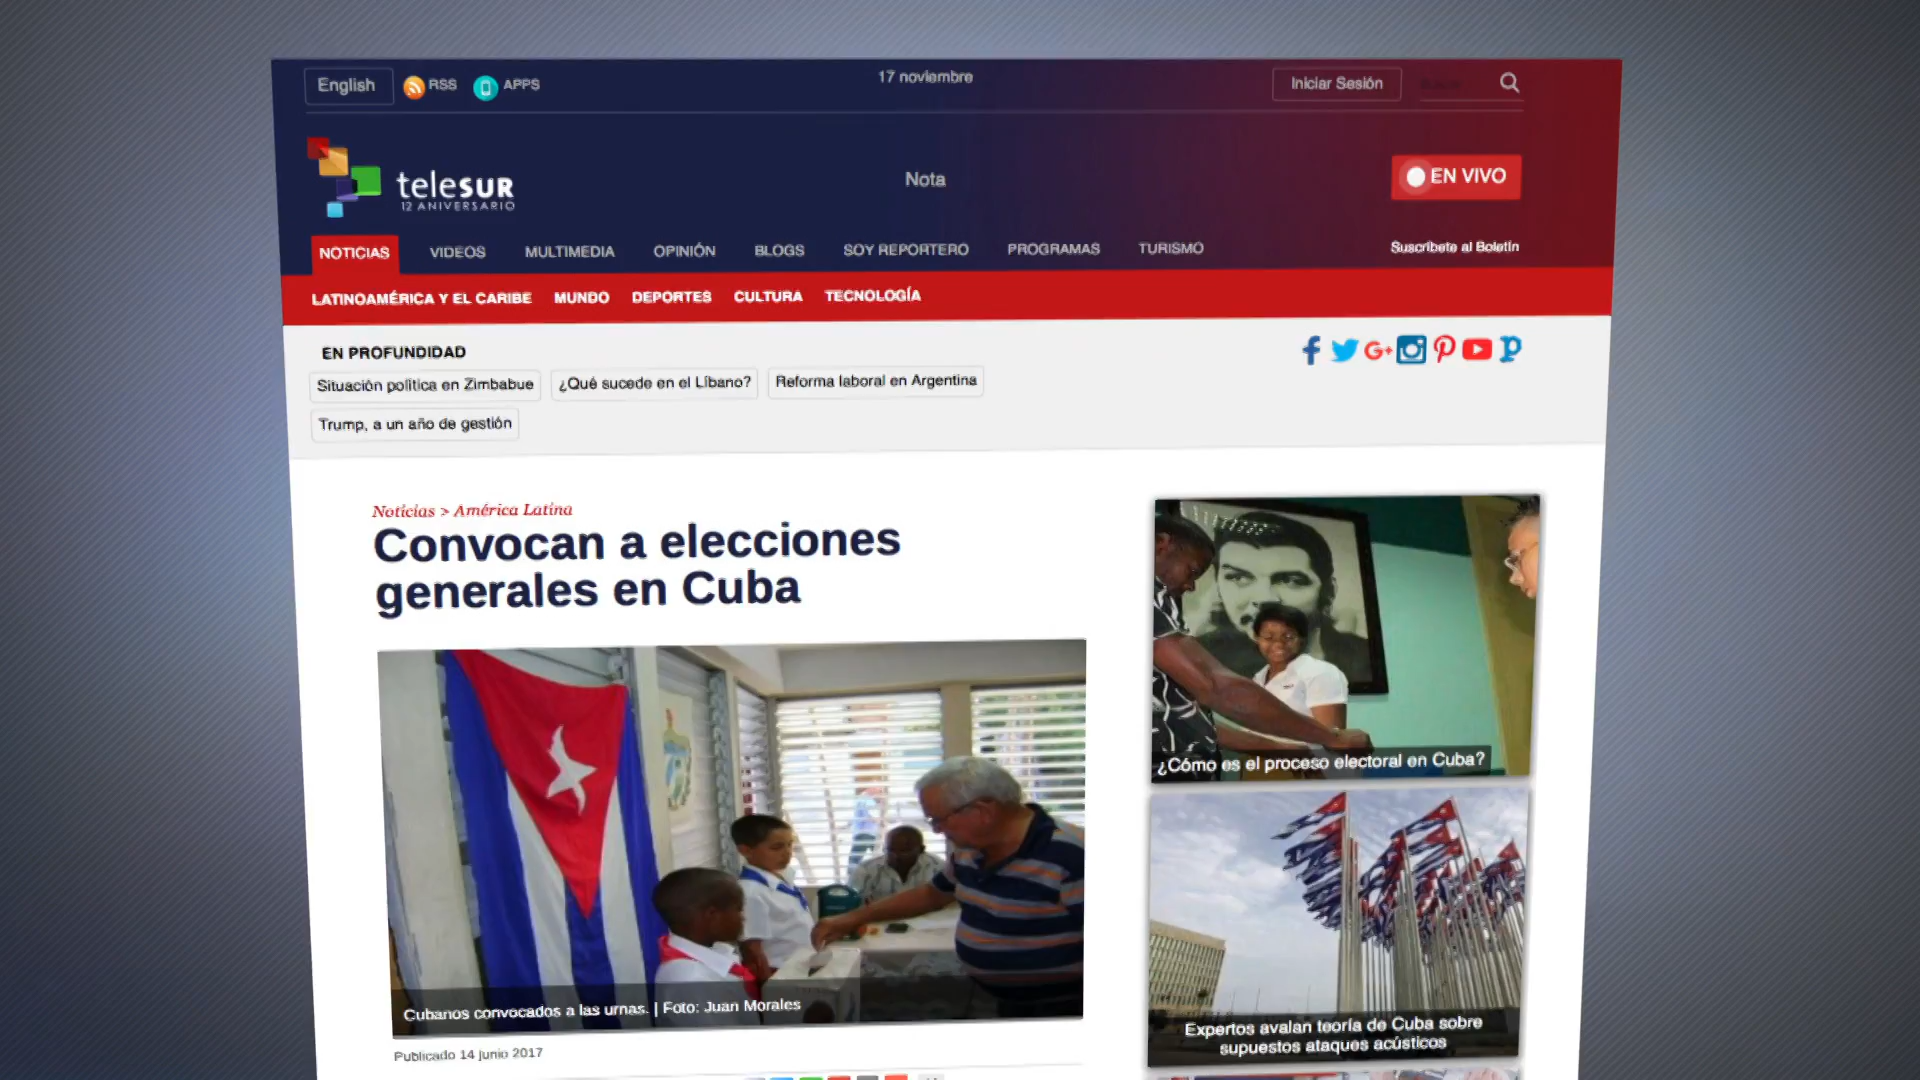 English
RSS
APPS
17 noviembre
Iniciar Sesión
teleSUR
12 ANIVERSARIO
Nota
EN VIVO
NOTICIAS
VIDEOS
MULTIMEDIA
OPINIÓN
BLOGS
SOY REPORTERO
PROGRAMAS
TURISMO
Suscríbete al Boletín
LATINOAMÉRICA Y EL CARIBE
MUNDO
DEPORTES
CULTURA
TECNOLOGÍA
EN PROFUNDIDAD
Situación política en Zimbabue
¿Qué sucede en el Líbano?
Reforma laboral en Argentina
Trump, a un año de gestión
Noticias > América Latina
Convocan a elecciones
generales en Cuba
Cubanos convocados a las urnas. | Foto: Juan Morales
Publicado 14 junio 2017
¿Cómo es el proceso electoral en Cuba?
Expertos avalan teoría de Cuba sobre
supuestos ataques acústicos